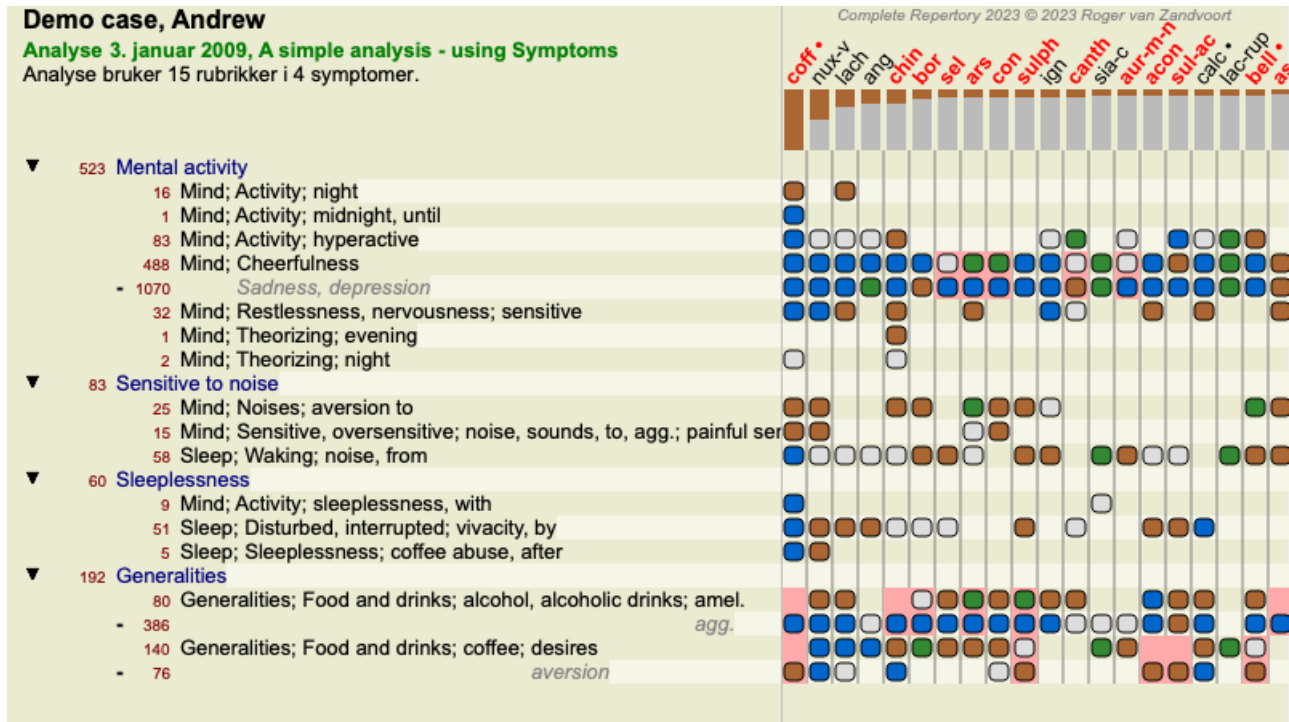 Demo case, Andrew
Complete Repertory 2023 © 2023 Roger van Zandvoort
Analyse 3. januar 2009, A simple analysis - using Symptoms
Analyse bruker 15 rubrikker i 4 symptomer.
coff • nux-v lach ang chin bor sel ars con sulph ign canth sia-c aur-m-n acon sul-ac calc • lac-rup bell • as
▼ 523 Mental activity
16 Mind; Activity; night
1 Mind; Activity; midnight, until
83 Mind; Activity; hyperactive
488 Mind; Cheerfulness
- 1070 Sadness, depression
32 Mind; Restlessness, nervousness; sensitive
1 Mind; Theorizing; evening
2 Mind; Theorizing; night
▼ 83 Sensitive to noise
25 Mind; Noises; aversion to
15 Mind; Sensitive, oversensitive; noise, sounds, to, agg.; painful ser
58 Sleep; Waking; noise, from
▼ 60 Sleeplessness
9 Mind; Activity; sleeplessness, with
51 Sleep; Disturbed, interrupted; vivacity, by
5 Sleep; Sleeplessness; coffee abuse, after
▼ 192 Generalities
80 Generalities; Food and drinks; alcohol, alcoholic drinks; amel.
- 386 agg.
140 Generalities; Food and drinks; coffee; desires
- 76 aversion